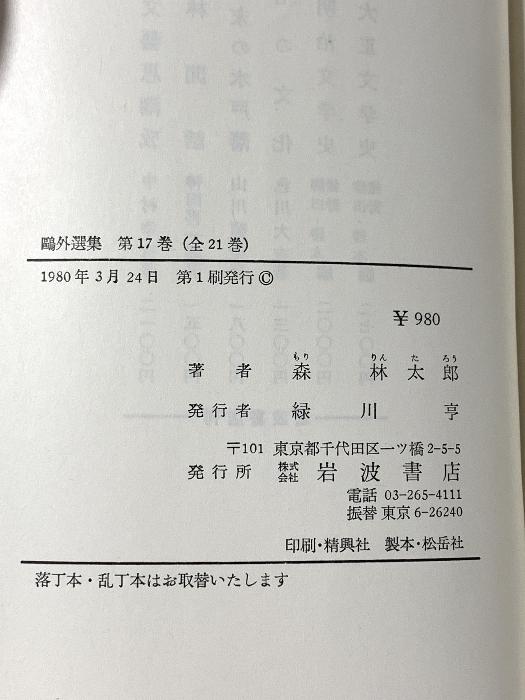 鷗外選集　第17巻（全21巻）
1980年3月24日　第1刷発行©
¥980
もり りん た ろう
著者 森 林太郎
発行者 緑川 亨
〒101 東京都千代田区一ツ橋2-5-5
発行所 株式会社 岩波書店
電話 03-265-4111
振替 東京 6-26240
印刷・精興社　製本・松岳社
落丁本・乱丁本はお取替いたします